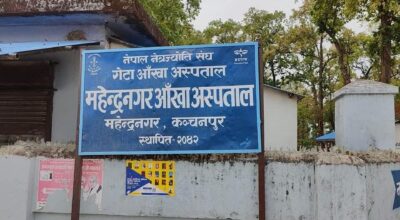 नेपाल नेत्रज्योति संघ
गेटा आँखा अस्पताल
महेन्द्रनगर आँखा अस्पताल
महेन्द्रनगर, कञ्चनपुर
स्थापित-२०४२